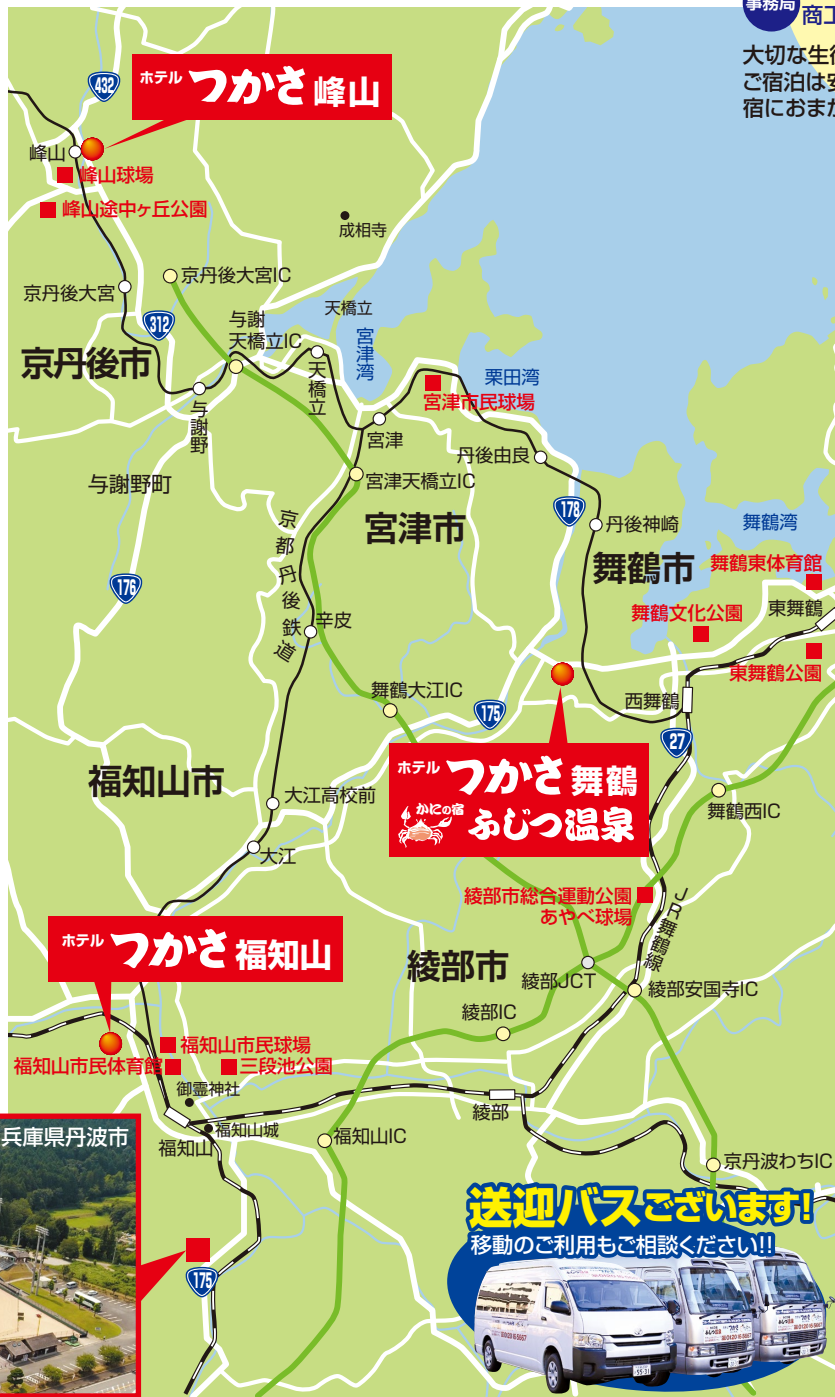 事務局
商工
大切な生徒
ご宿泊は安
宿におまか
432
ホテル つかさ 峰山
峰山
峰山球場
峰山途中ヶ丘公園
成相寺
京丹後大宮IC
京丹後大宮
天橋立
312
与謝
天橋立IC
宮津湾
京丹後市
天橋立
栗田湾
宮津市民球場
与謝野
宮津
丹後由良
与謝野町
宮津天橋立IC
178
京都丹後鉄道
宮津市
丹後神崎
舞鶴湾
舞鶴市
舞鶴東体育館
176
舞鶴文化公園
東舞鶴
辛皮
東舞鶴公園
舞鶴大江IC
175
西舞鶴
27
ホテル つかさ 舞鶴
かにの宿 ふじつ温泉
福知山市
大江高校前
舞鶴西IC
大江
綾部市総合運動公園
あやべ球場
JR舞鶴線
ホテル つかさ 福知山
綾部市
綾部JCT
綾部安国寺IC
綾部IC
福知山市民球場
福知山市民体育館
三段池公園
御霊神社
綾部
福知山城
福知山
福知山IC
兵庫県丹波市
京丹波わちIC
送迎バスございます!
移動のご利用もご相談ください!!
175